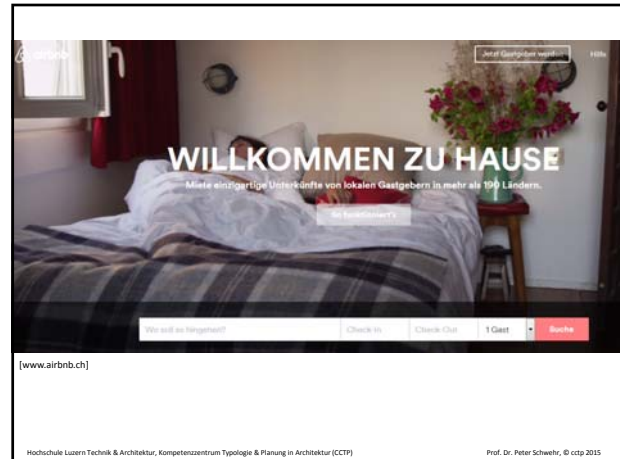 airbnb
Jetzt Gastgeber werden
Hilfe
WILLKOMMEN ZU HAUSE
Miete einzigartige Unterkünfte von lokalen Gastgebern in mehr als 190 Ländern.
So funktioniert's
Wo soll es hingehen?
Check-In
Check-Out
1 Gast
Suche
[www.airbnb.ch]
Hochschule Luzern Technik & Architektur, Kompetenzzentrum Typologie & Planung in Architektur (CCTP)
Prof. Dr. Peter Schwehr, © cctp 2015